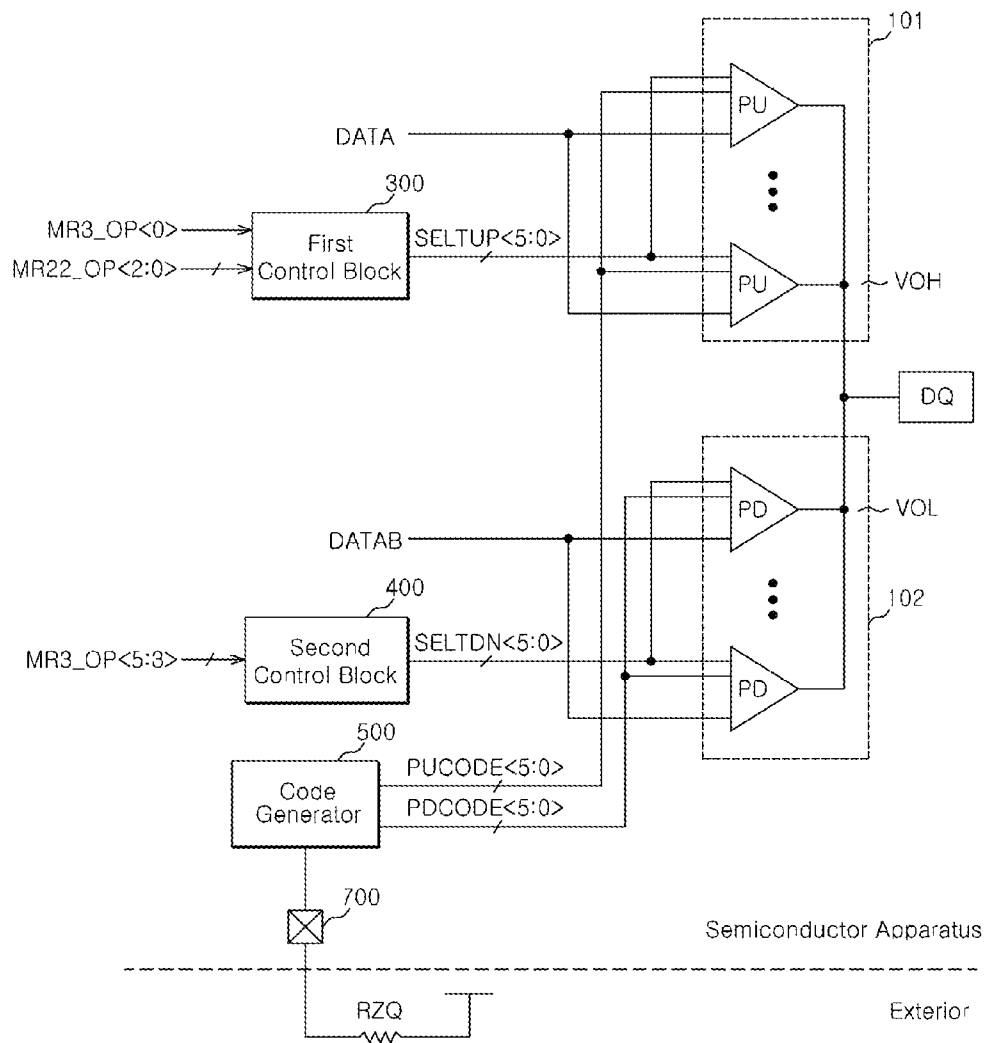 101
PU
DATA
300
MR3_OP<0>
MR22_OP<2:0>
First
Control Block
SELTUP<5:0>
PU
VOH
DQ
PD
VOL
DATAB
400
102
MR3_OP<5:3>
Second
Control Block
SELTDN<5:0>
PD
500
Code
Generator
PUCODE<5:0>
PDCODE<5:0>
700
Semiconductor Apparatus
RZQ
Exterior